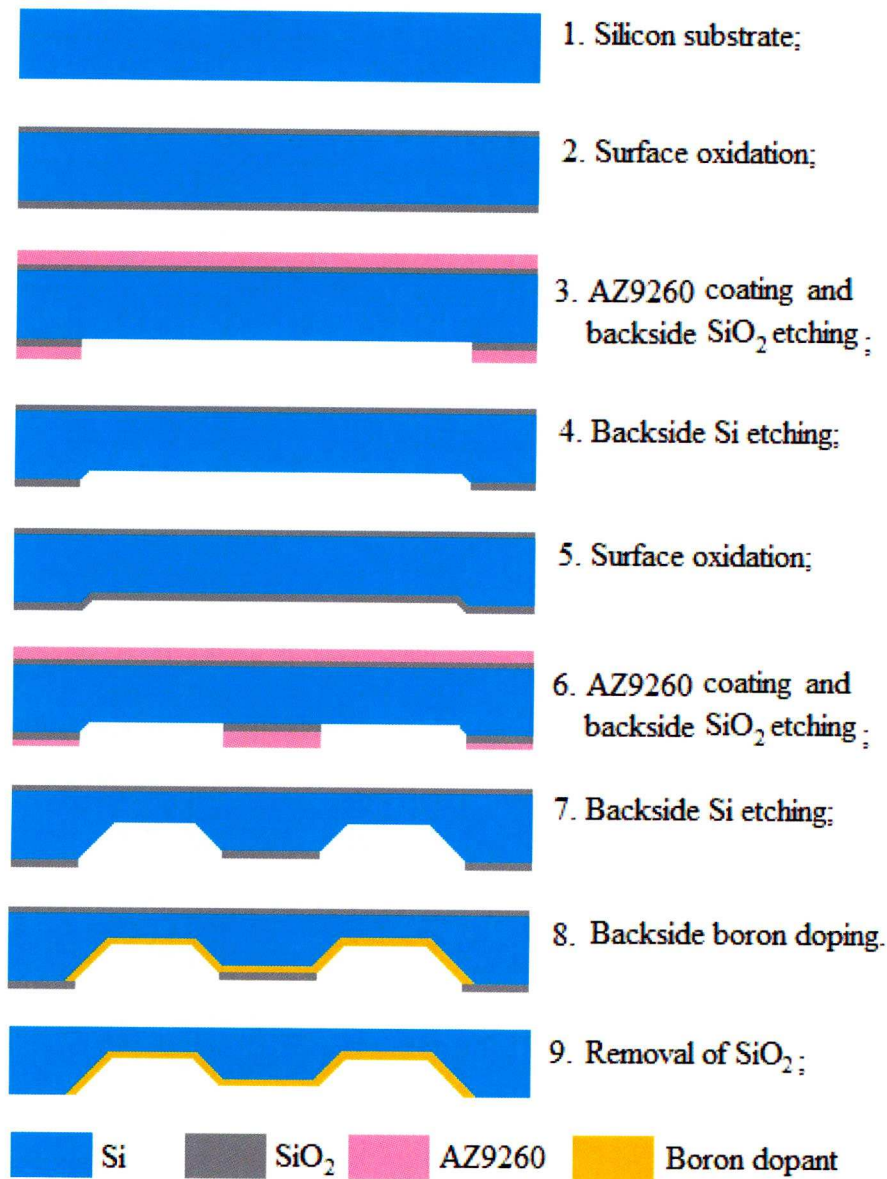 1. Silicon substrate;
2. Surface oxidation;
3. AZ9260 coating and
backside SiO₂ etching ;
4. Backside Si etching;
5. Surface oxidation;
6. AZ9260 coating and
backside SiO₂ etching ;
7. Backside Si etching;
8. Backside boron doping.
9. Removal of SiO₂ ;
Si
SiO₂
AZ9260
Boron dopant